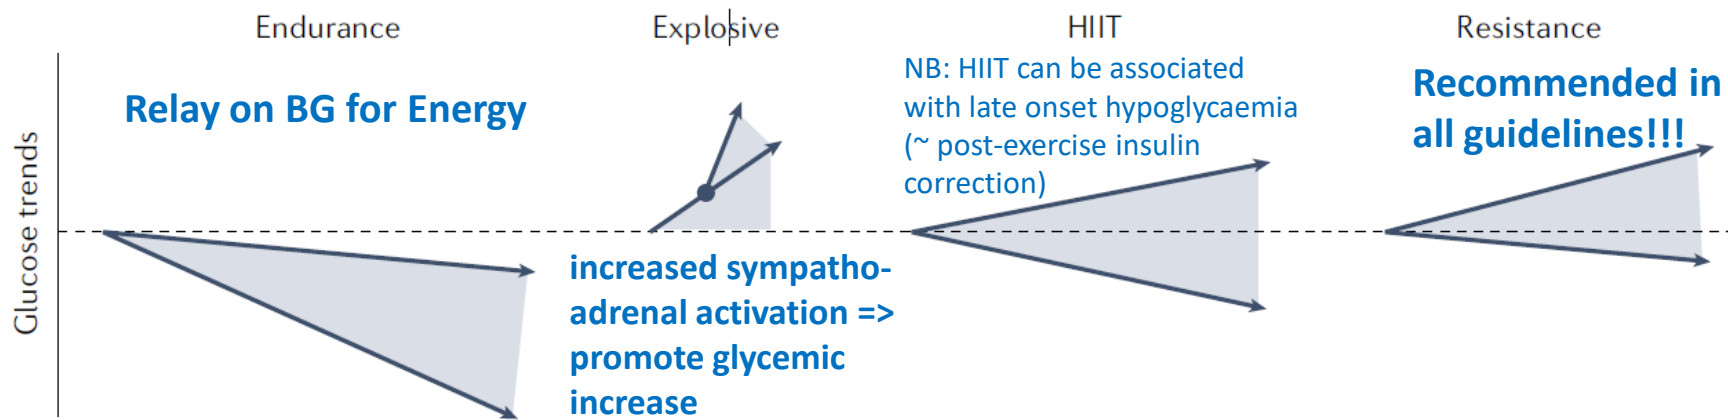 Endurance
Explosive
HIIT
Resistance
Glucose trends
Relay on BG for Energy
increased sympatho-
adrenal activation =>
promote glycemic
increase
NB: HIIT can be associated
with late onset hypoglycaemia
(~ post-exercise insulin
correction)
Recommended in
all guidelines!!!